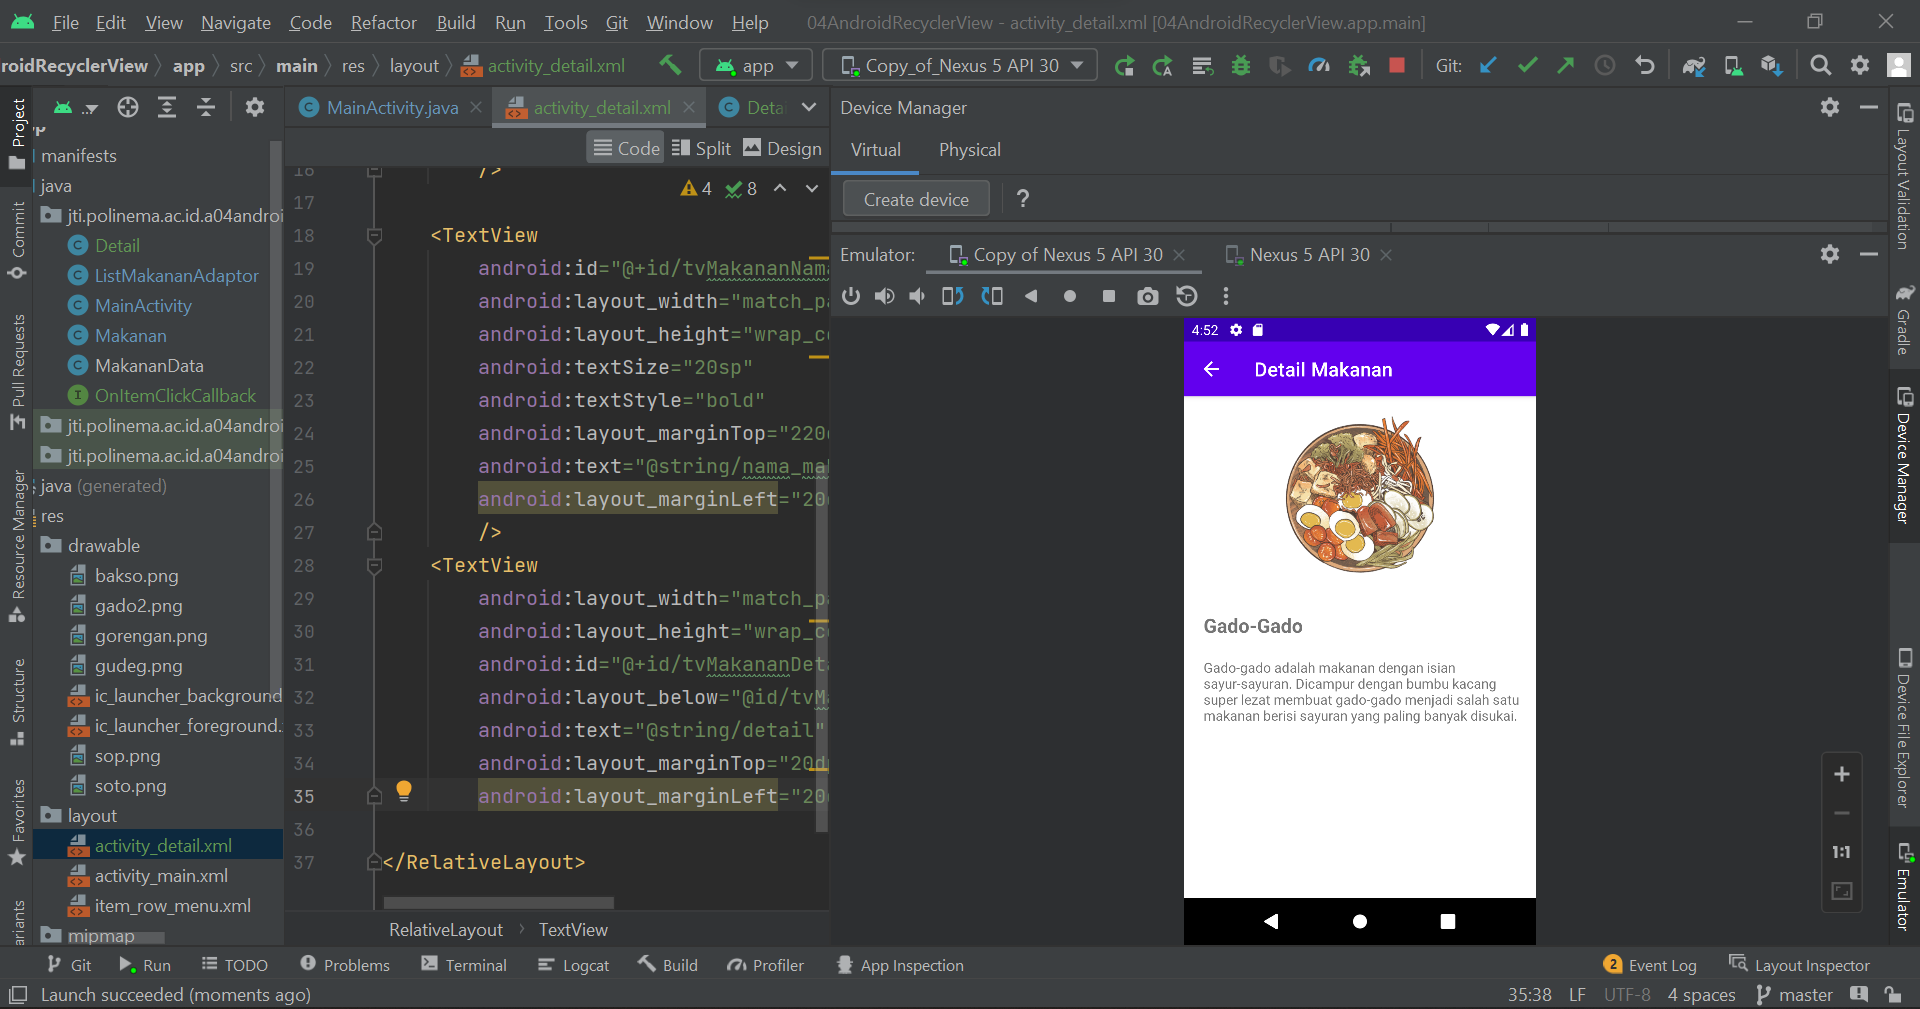 File Edit View Navigate Code Refactor Build Run Tools Git Window Help 04AndroidRecyclerView - activity_detail.xml [04AndroidRecyclerView.app.main]
roidRecyclerView app src main res layout activity_detail.xml app Copy_of_Nexus 5 API 30 Git:
MainActivity.java activity_detail.xml Deta
Code Split Design
4 8
Project
Commit
Pull Requests
Resource Manager
Structure
Favorites
ariants
manifests
java
jti.polinema.ac.id.a04androi
Detail
ListMakananAdaptor
MainActivity
Makanan
MakananData
I OnItemClickCallback
jti.polinema.ac.id.a04androi
jti.polinema.ac.id.a04androi
java (generated)
res
drawable
bakso.png
gado2.png
gorengan.png
gudeg.png
ic_launcher_background
ic_launcher_foreground.
sop.png
soto.png
layout
activity_detail.xml
activity_main.xml
item_row_menu.xml
mipmap
16 />
17
18 <TextView
19 android:id="@+id/tvMakananNama
20 android:layout_width="match_pa
21 android:layout_height="wrap_co
22 android:textSize="20sp"
23 android:textStyle="bold"
24 android:layout_marginTop="220d
25 android:text="@string/nama_mak
26 android:layout_marginLeft="20d
27 />
28 <TextView
29 android:layout_width="match_pa
30 android:layout_height="wrap_co
31 android:id="@+id/tvMakananDeta
32 android:layout_below="@id/tvMa
33 android:text="@string/detail"
34 android:layout_marginTop="20dp
35 android:layout_marginLeft="20d
36
37 </RelativeLayout>
RelativeLayout TextView
Device Manager
Virtual Physical
Create device ?
Emulator: Copy of Nexus 5 API 30 Nexus 5 API 30
4:52
Detail Makanan
Gado-Gado
Gado-gado adalah makanan dengan isian
sayur-sayuran. Dicampur dengan bumbu kacang
super lezat membuat gado-gado menjadi salah satu
makanan berisi sayuran yang paling banyak disukai.
1:1
Layout Validation
Gradle
Device Manager
Device File Explorer
Emulator
Git Run TODO Problems Terminal Logcat Build Profiler App Inspection 2 Event Log Layout Inspector
Launch succeeded (moments ago) 35:38 LF UTF-8 4 spaces master